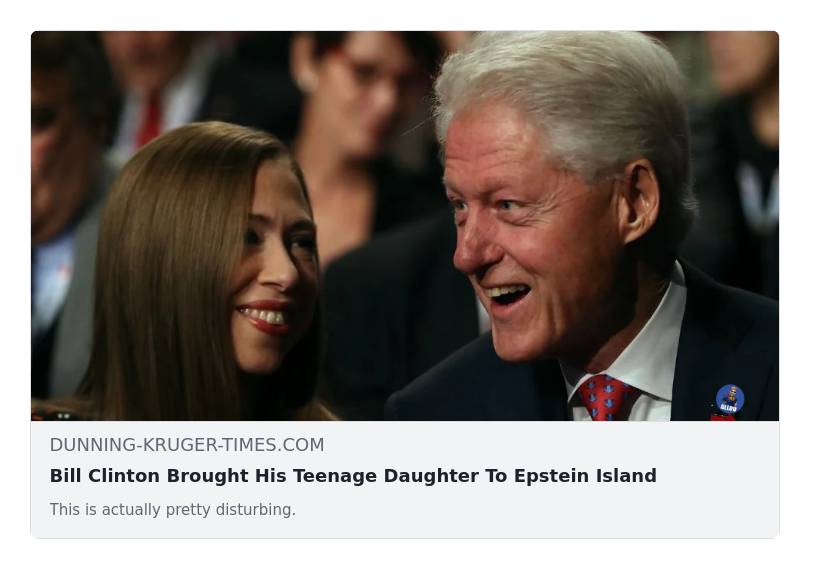 DUNNING-KRUGER-TIMES.COM
Bill Clinton Brought His Teenage Daughter To Epstein Island
This is actually pretty disturbing.